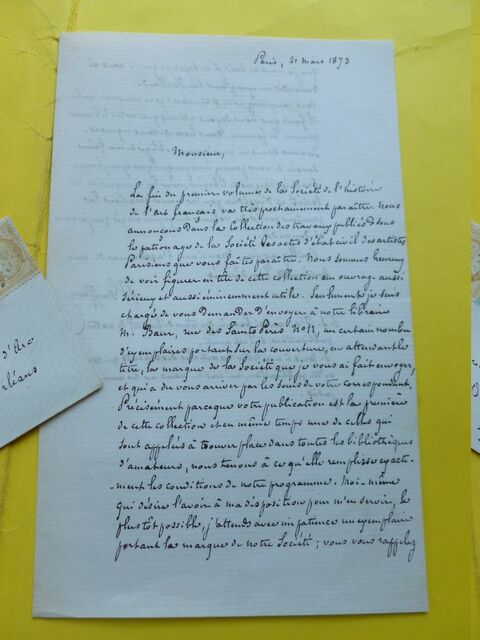 Paris, 21 mars 1873
Monsieur,
La fin du premier volume de la Société de l'histoire
de l'Art français va très prochainement paraître. Nous
annonçons dans la collection des travaux publiés sous
le patronage de la Société les actes d'état civil des artistes
Parisiens que vous faites paraître. Nous sommes heureux
de voir figurer en tête de cette collection un ouvrage aussi
sérieux et aussi éminemment utile. Seulement je suis
chargé de vous demander d'envoyer à notre libraire
M. Baur, rue des Saints Pères No 11, un certain nombre
d'exemplaires portant sur la couverture, en attendant le
titre, la marque de la Société que je vous ai fait envoyer,
et qui a dû vous arriver par les soins de votre correspondant.
Précisément parceque votre publication est la première
de cette collection et en même temps une de celles qui
sont appelés à trouver place dans toutes les bibliothèques
d'amateurs, nous tenons à ce qu'elle remplisse exacte-
-ment les conditions de notre programme. Moi-même
qui désire l'avoir à ma disposition pour m'en servir, le
plus tôt possible, j'attends avec impatience un exemplaire
portant la marque de notre Société ; vous vous rappelez
d'Arc
Orléans